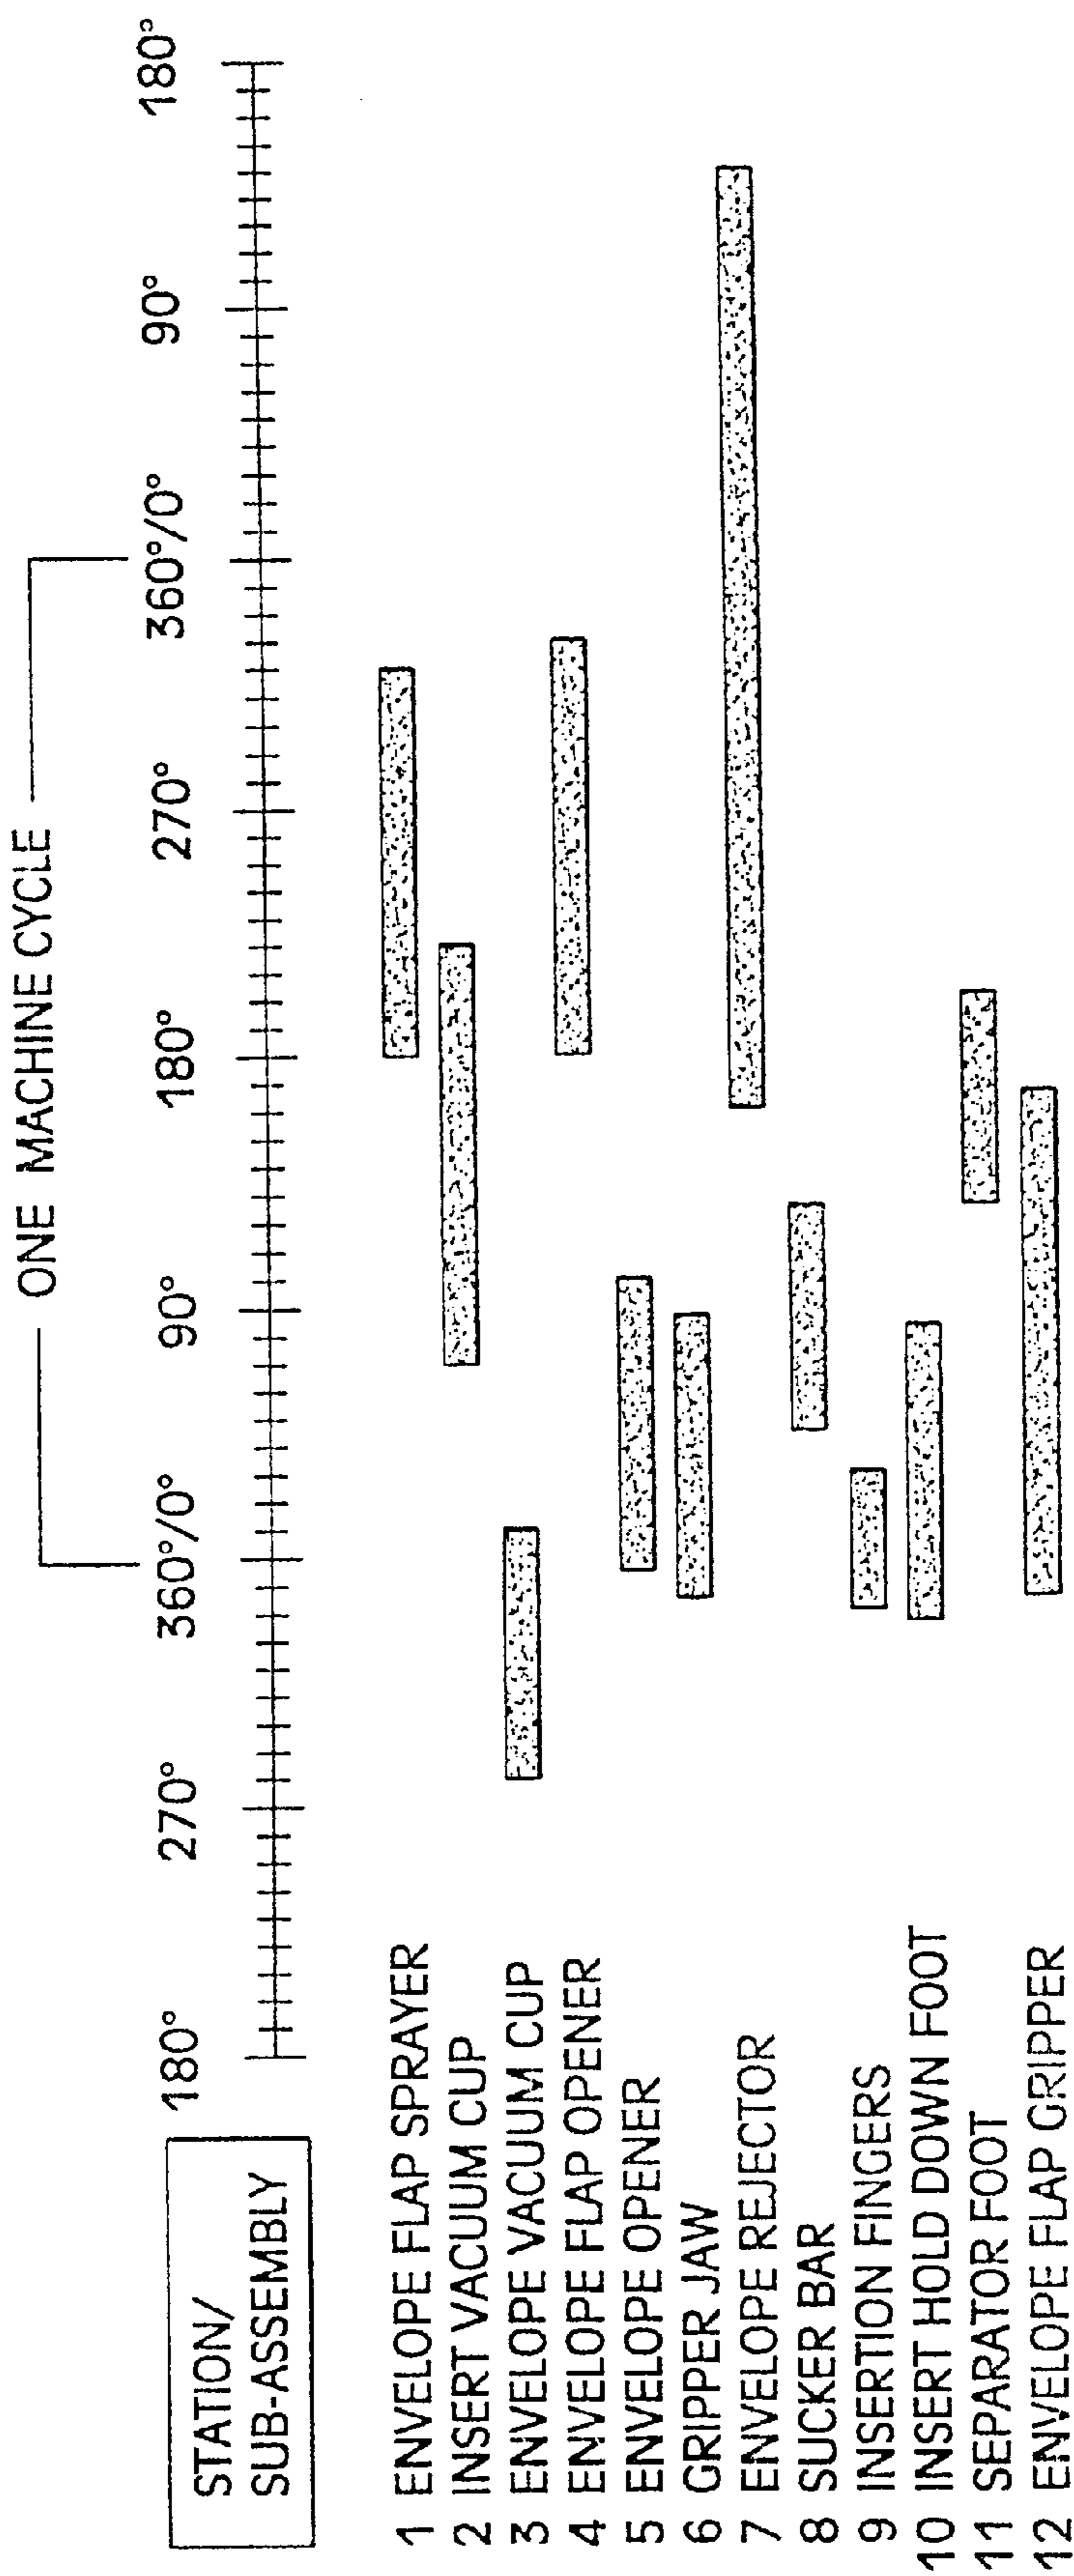 ONE MACHINE CYCLE
180° 270° 360°/0° 90° 180° 270° 360°/0° 90° 180°
STATION/
SUB-ASSEMBLY
1 ENVELOPE FLAP SPRAYER
2 INSERT VACUUM CUP
3 ENVELOPE VACUUM CUP
4 ENVELOPE FLAP OPENER
5 ENVELOPE OPENER
6 GRIPPER JAW
7 ENVELOPE REJECTOR
8 SUCKER BAR
9 INSERTION FINGERS
10 INSERT HOLD DOWN FOOT
11 SEPARATOR FOOT
12 ENVELOPE FLAP GRIPPER